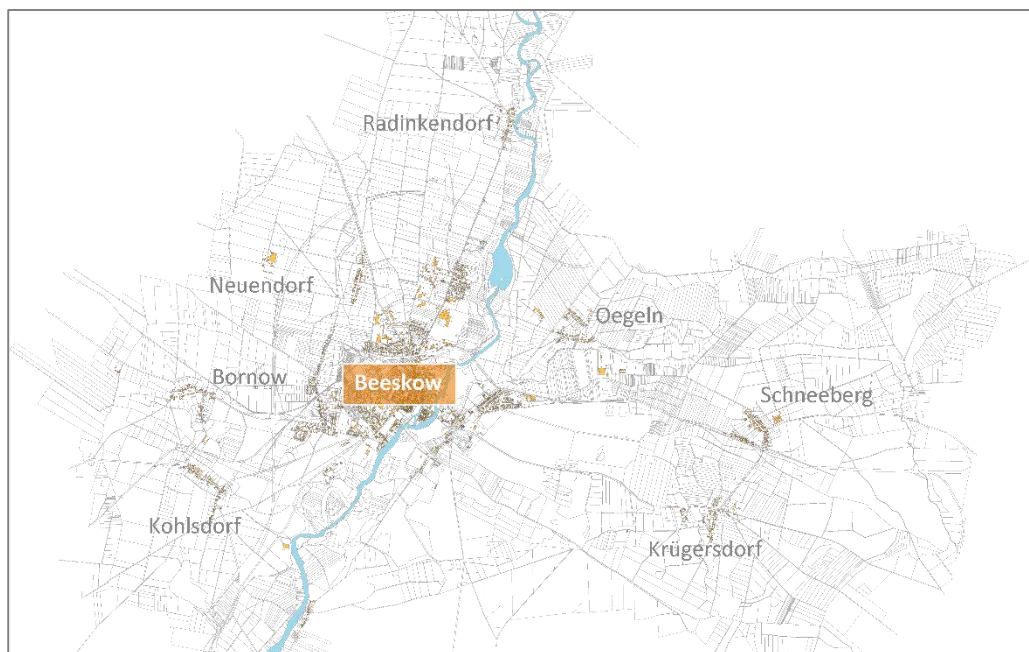 Radinkendorf
Neuendorf
Oegeln
Bornow
Beeskow
Schneeberg
Kohlsdorf
Krügersdorf